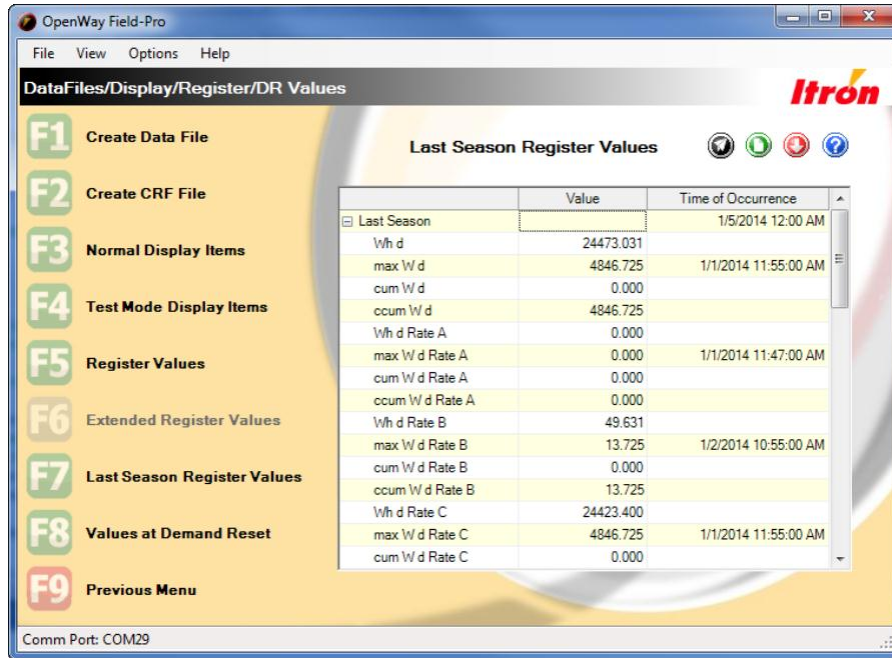 OpenWay Field-Pro
File View Options Help
DataFiles/Display/Register/DR Values
Itron
F1 Create Data File
F2 Create CRF File
F3 Normal Display Items
F4 Test Mode Display Items
F5 Register Values
F6 Extended Register Values
F7 Last Season Register Values
F8 Values at Demand Reset
F9 Previous Menu
Last Season Register Values
Value Time of Occurrence
Last Season 1/5/2014 12:00 AM
Wh d 24473.031
max W d 4846.725 1/1/2014 11:55:00 AM
cum W d 0.000
ccum W d 4846.725
Wh d Rate A 0.000
max W d Rate A 0.000 1/1/2014 11:47:00 AM
cum W d Rate A 0.000
ccum W d Rate A 0.000
Wh d Rate B 49.631
max W d Rate B 13.725 1/2/2014 10:55:00 AM
cum W d Rate B 0.000
ccum W d Rate B 13.725
Wh d Rate C 24423.400
max W d Rate C 4846.725 1/1/2014 11:55:00 AM
cum W d Rate C 0.000
Comm Port: COM29